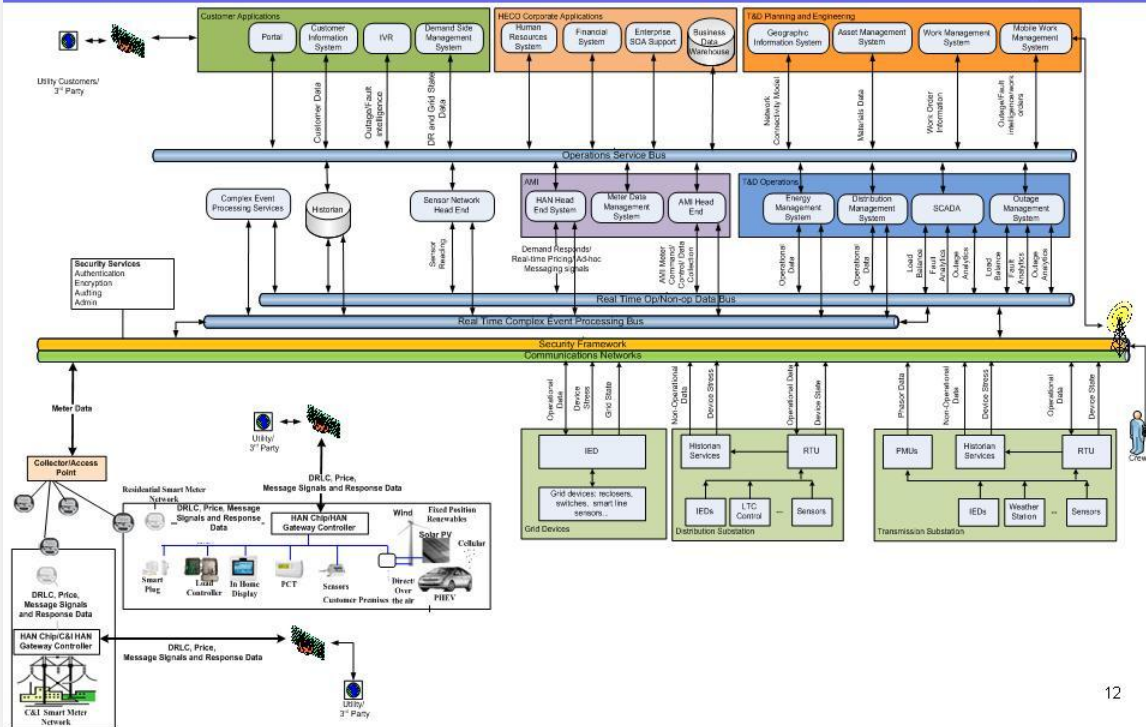 Customer Applications
Portal
Customer
Information
System
IVR
Demand Side
Management
System
HECO Corporate Applications
Human
Resources
System
Financial
System
Enterprise
SOA Support
Business
Data
Warehouse
T&D Planning and Engineering
Geographic
Information System
Asset Management
System
Work Management
System
Mobile Work
Management
System
Utility Customers/
3rd Party
Customer Data
Outage/Fault
intelligence
DR and Grid State
Data
Network
Connectivity Model
Materials Data
Work Order
Information
Outage/Fault
intelligence/work
orders
Operations Service Bus
Complex Event
Processing Services
Historian
Sensor Network
Head End
AMI
HAN Head
End System
Meter Data
Management
System
AMI Head
End
T&D Operations
Energy
Management
System
Distribution
Management
System
SCADA
Outage
Management
System
Sensor
Reading
Demand Responds/
Real-time Pricing/Ad-hoc
Messaging signals
AMI Meter
Command/
Control/Data
Collection
Operational
Data
Operational
Data
Load
Balance
Fault
Analytics
Outage
Analytics
Load
Balance
Fault
Analytics
Outage
Analytics
Security Services
Authentication
Encryption
Auditing
Admin
Real Time Op/Non-op Data Bus
Real Time Complex Event Processing Bus
Security Framework
Communications Networks
Crew
Meter Data
Collector/Access
Point
Utility/
3rd Party
DRLC, Price,
Message Signals and Response Data
Residential Smart Meter
Network
DRLC, Price, Message
Signals and Response
Data
HAN Chip/HAN
Gateway Controller
Wind
Fixed Position
Renewables
Solar PV
Cellular
Smart
Plug
Load
Controller
In Home
Display
PCT
Sensors
Customer Premises
Direct/
Over
the air
PHEV
DRLC, Price,
Message Signals
and Response Data
HAN Chip/C&I HAN
Gateway Controller
C&I Smart Meter
Network
DRLC, Price,
Message Signals and Response Data
Utility/
3rd Party
Operational
Data
Device
Stress
Grid State
IED
Grid devices: reclosers,
switches, smart line
sensors...
Grid Devices
Non-Operational
Data
Device Stress
Operational Data
Device State
Historian
Services
RTU
IEDs
LTC
Control
...
Sensors
Distribution Substation
Phasor Data
Non-Operational
Data
Device Stress
Operational
Data
Device State
PMUs
Historian
Services
RTU
IEDs
Weather
Station
...
Sensors
Transmission Substation
12